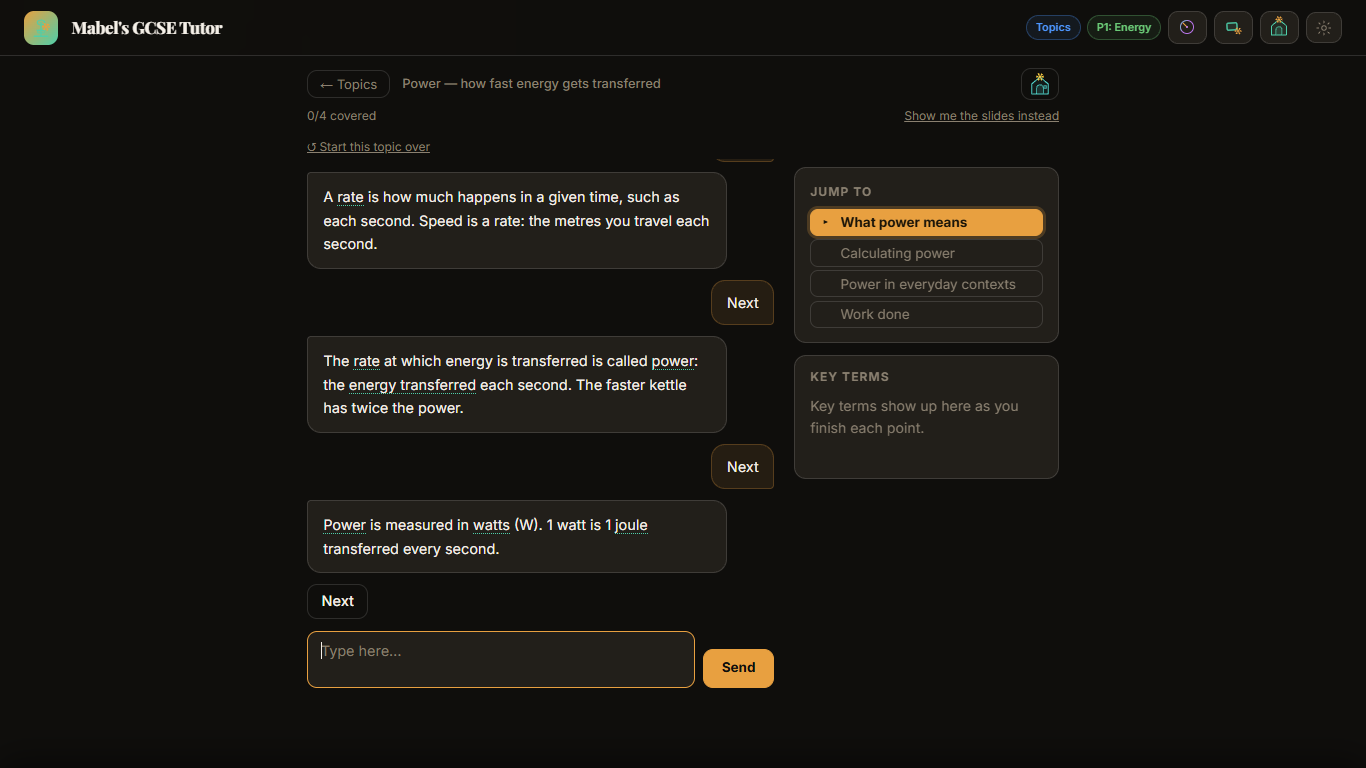 Mabel's GCSE Tutor
Topics
P1: Energy
← Topics
Power — how fast energy gets transferred
0/4 covered
Show me the slides instead
↺ Start this topic over
A rate is how much happens in a given time, such as
each second. Speed is a rate: the metres you travel each
second.
Next
The rate at which energy is transferred is called power:
the energy transferred each second. The faster kettle
has twice the power.
Next
Power is measured in watts (W). 1 watt is 1 joule
transferred every second.
Next
Type here...
Send
JUMP TO
What power means
Calculating power
Power in everyday contexts
Work done
KEY TERMS
Key terms show up here as you
finish each point.